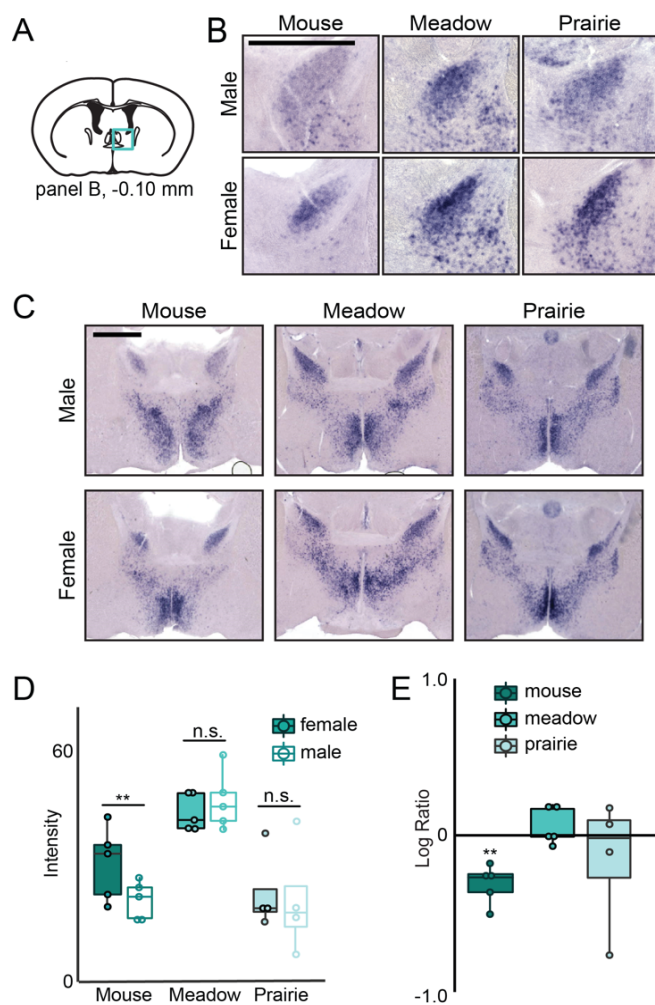 A
panel B, -0.10 mm
B
Mouse Meadow Prairie
Male
Female
C
Mouse Meadow Prairie
Male
Female
D
60
Intensity
0
** n.s. n.s.
female
male
Mouse Meadow Prairie
E
1.0
mouse
meadow
prairie
Log Ratio
0
**
-1.0